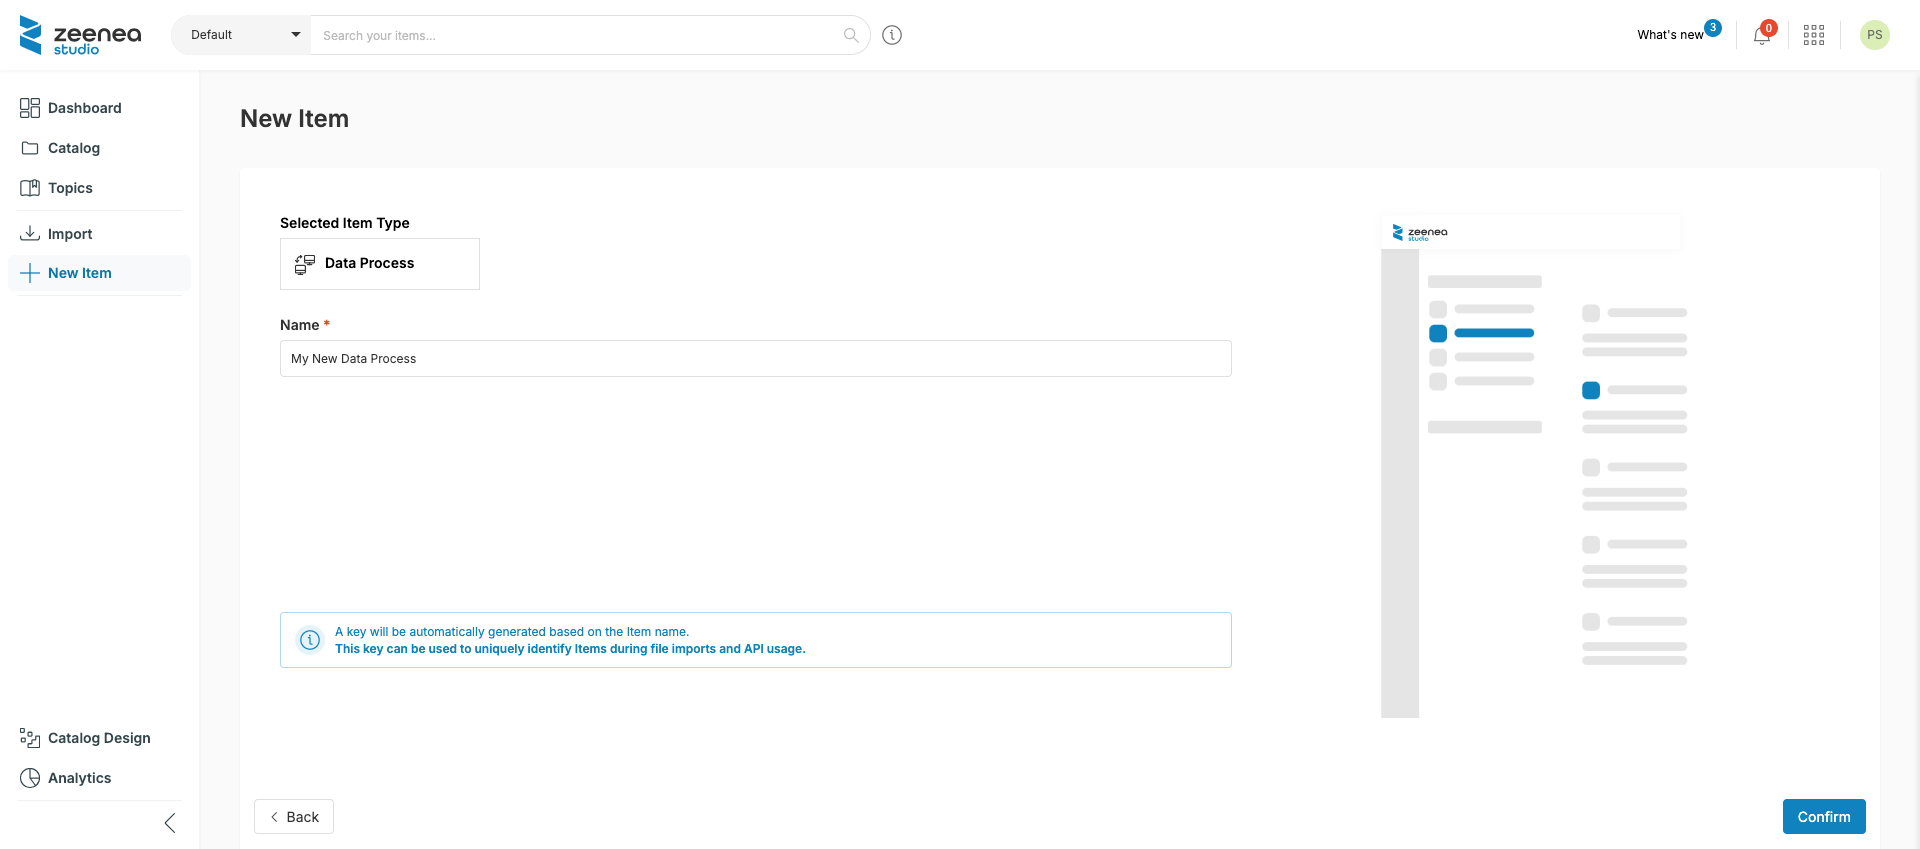 zeenea
studio
Default
Search your items...
What's new
3
0
PS
Dashboard
Catalog
Topics
Import
New Item
Catalog Design
Analytics
New Item
Selected Item Type
Data Process
Name *
My New Data Process
A key will be automatically generated based on the Item name.
This key can be used to uniquely identify Items during file imports and API usage.
zeenea
studio
Back
Confirm